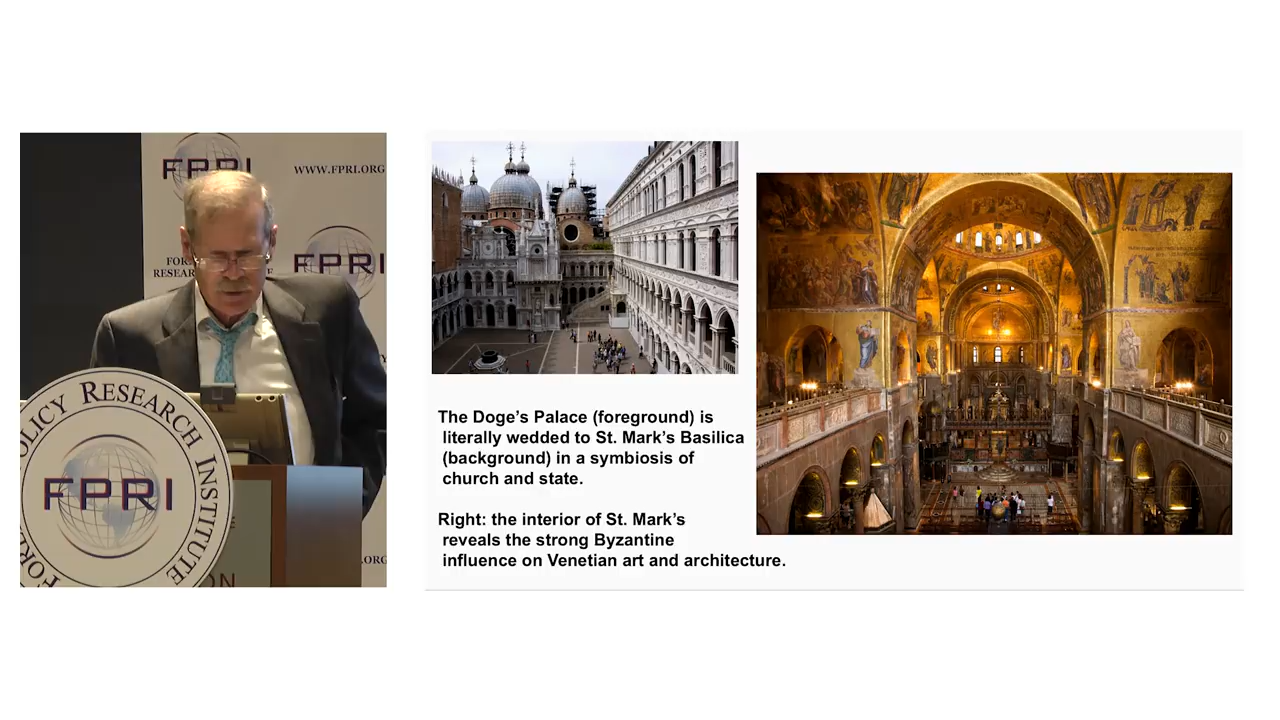 FPRI
WWW.FPRI.ORG
FPRI
FPRI
POLICY RESEARCH INSTITUTE
FPRI
The Doge's Palace (foreground) is
literally wedded to St. Mark's Basilica
(background) in a symbiosis of
church and state.
Right: the interior of St. Mark's
reveals the strong Byzantine
influence on Venetian art and architecture.